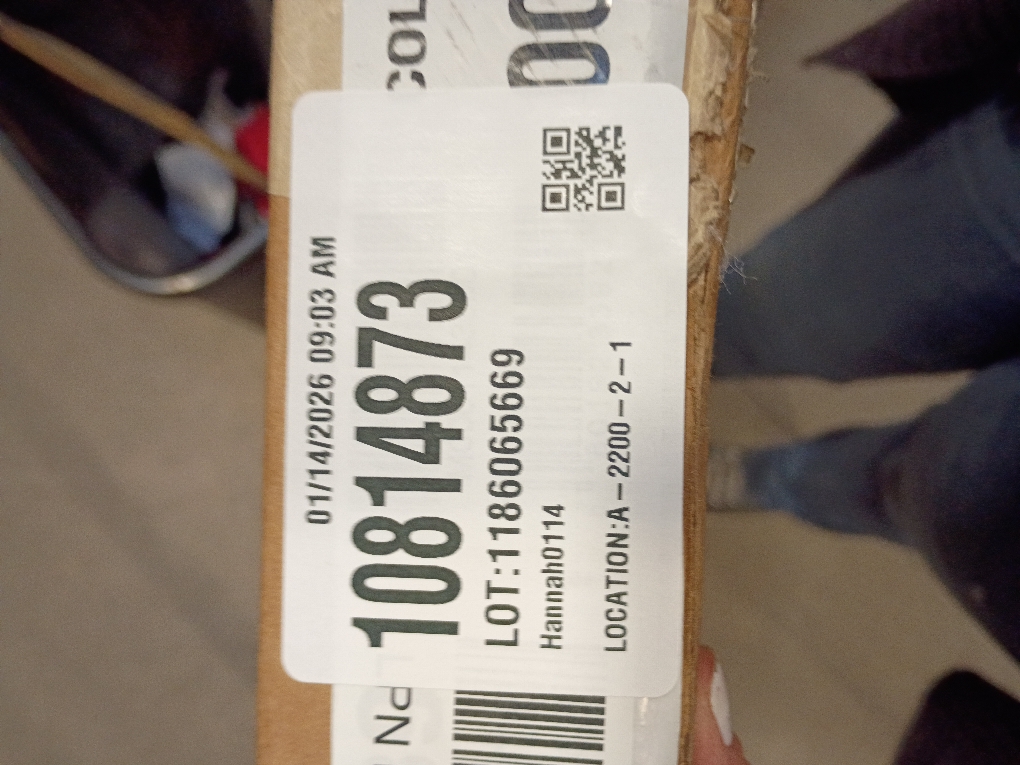 01/14/2026 09:03 AM
10814873
LOT:1186065669
Hannah0114
LOCATION:A-2200-2-1